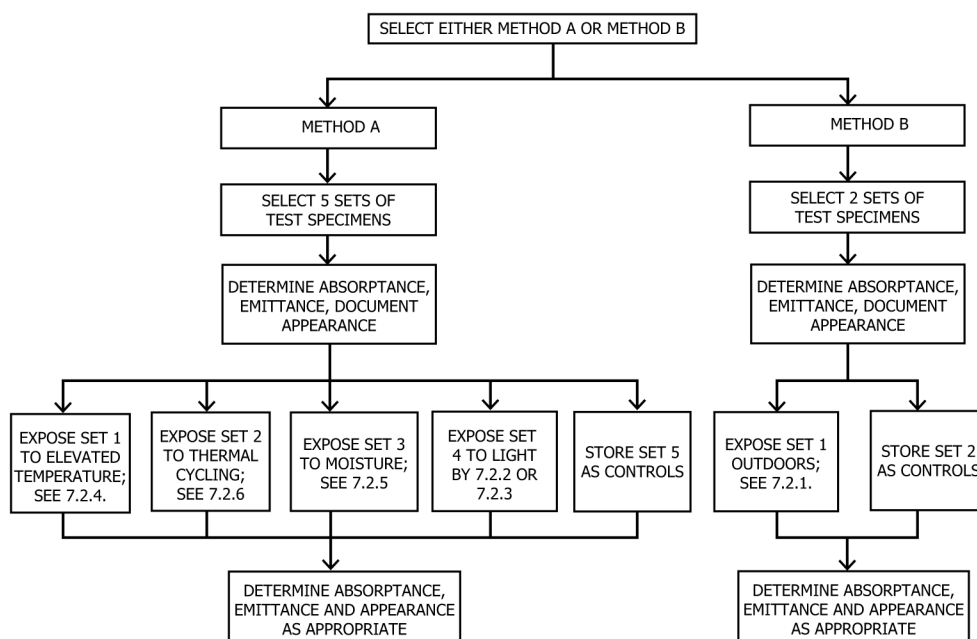 SELECT EITHER METHOD A OR METHOD B
METHOD A
METHOD B
SELECT 5 SETS OF
TEST SPECIMENS
SELECT 2 SETS OF
TEST SPECIMENS
DETERMINE ABSORPTANCE,
EMITTANCE, DOCUMENT
APPEARANCE
DETERMINE ABSORPTANCE,
EMITTANCE, DOCUMENT
APPEARANCE
EXPOSE SET 1
TO ELEVATED
TEMPERATURE;
SEE 7.2.4.
EXPOSE SET 2
TO THERMAL
CYCLING;
SEE 7.2.6
EXPOSE SET 3
TO MOISTURE;
SEE 7.2.5
EXPOSE SET
4 TO LIGHT
BY 7.2.2 OR
7.2.3
STORE SET 5
AS CONTROLS
EXPOSE SET 1
OUTDOORS;
SEE 7.2.1.
STORE SET 2
AS CONTROLS
DETERMINE ABSORPTANCE,
EMITTANCE AND APPEARANCE
AS APPROPRIATE
DETERMINE ABSORPTANCE,
EMITTANCE AND APPEARANCE
AS APPROPRIATE